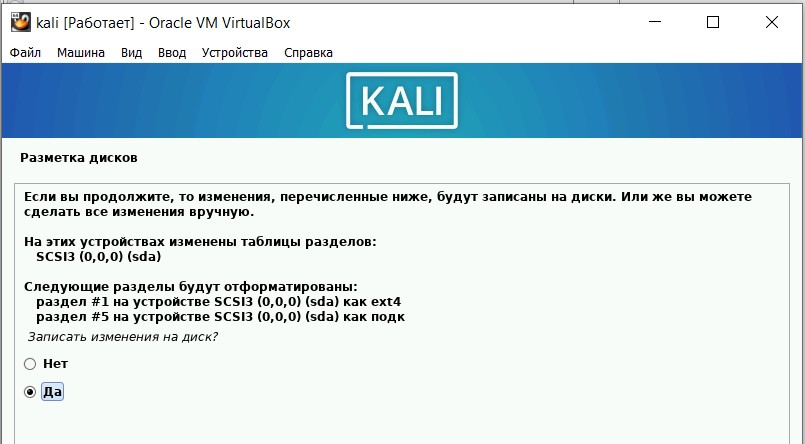 kali [Работает] - Oracle VM VirtualBox
Файл Машина Вид Ввод Устройства Справка
KALI
Разметка дисков
Если вы продолжите, то изменения, перечисленные ниже, будут записаны на диски. Или же вы можете
сделать все изменения вручную.
На этих устройствах изменены таблицы разделов:
SCSI3 (0,0,0) (sda)
Следующие разделы будут отформатированы:
раздел #1 на устройстве SCSI3 (0,0,0) (sda) как ext4
раздел #5 на устройстве SCSI3 (0,0,0) (sda) как подк
Записать изменения на диск?
Нет
Да